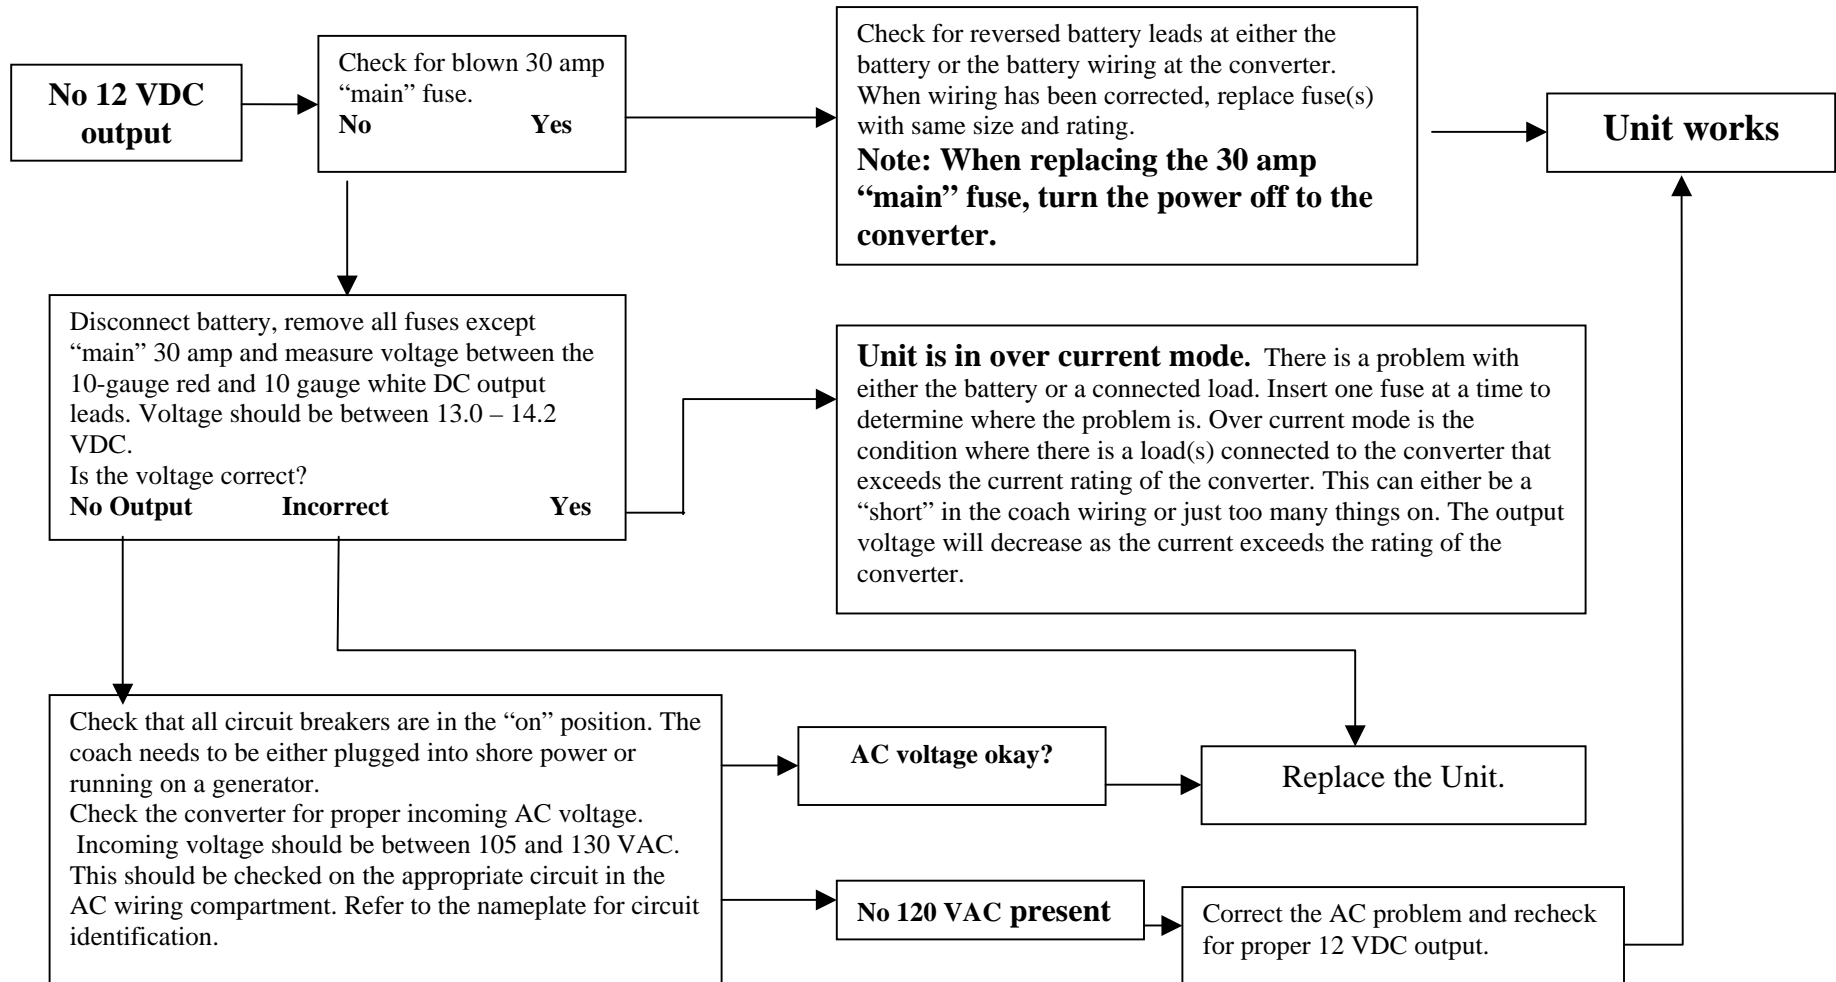 No 12 VDC
output
Check for blown 30 amp
“main” fuse.
No Yes
Check for reversed battery leads at either the
battery or the battery wiring at the converter.
When wiring has been corrected, replace fuse(s)
with same size and rating.
Note: When replacing the 30 amp
“main” fuse, turn the power off to the
converter.
Unit works
Disconnect battery, remove all fuses except
“main” 30 amp and measure voltage between the
10-gauge red and 10 gauge white DC output
leads. Voltage should be between 13.0 – 14.2
VDC.
Is the voltage correct?
No Output Incorrect Yes
Unit is in over current mode. There is a problem with
either the battery or a connected load. Insert one fuse at a time to
determine where the problem is. Over current mode is the
condition where there is a load(s) connected to the converter that
exceeds the current rating of the converter. This can either be a
“short” in the coach wiring or just too many things on. The output
voltage will decrease as the current exceeds the rating of the
converter.
Check that all circuit breakers are in the “on” position. The
coach needs to be either plugged into shore power or
running on a generator.
Check the converter for proper incoming AC voltage.
Incoming voltage should be between 105 and 130 VAC.
This should be checked on the appropriate circuit in the
AC wiring compartment. Refer to the nameplate for circuit
identification.
AC voltage okay?
Replace the Unit.
No 120 VAC present
Correct the AC problem and recheck
for proper 12 VDC output.